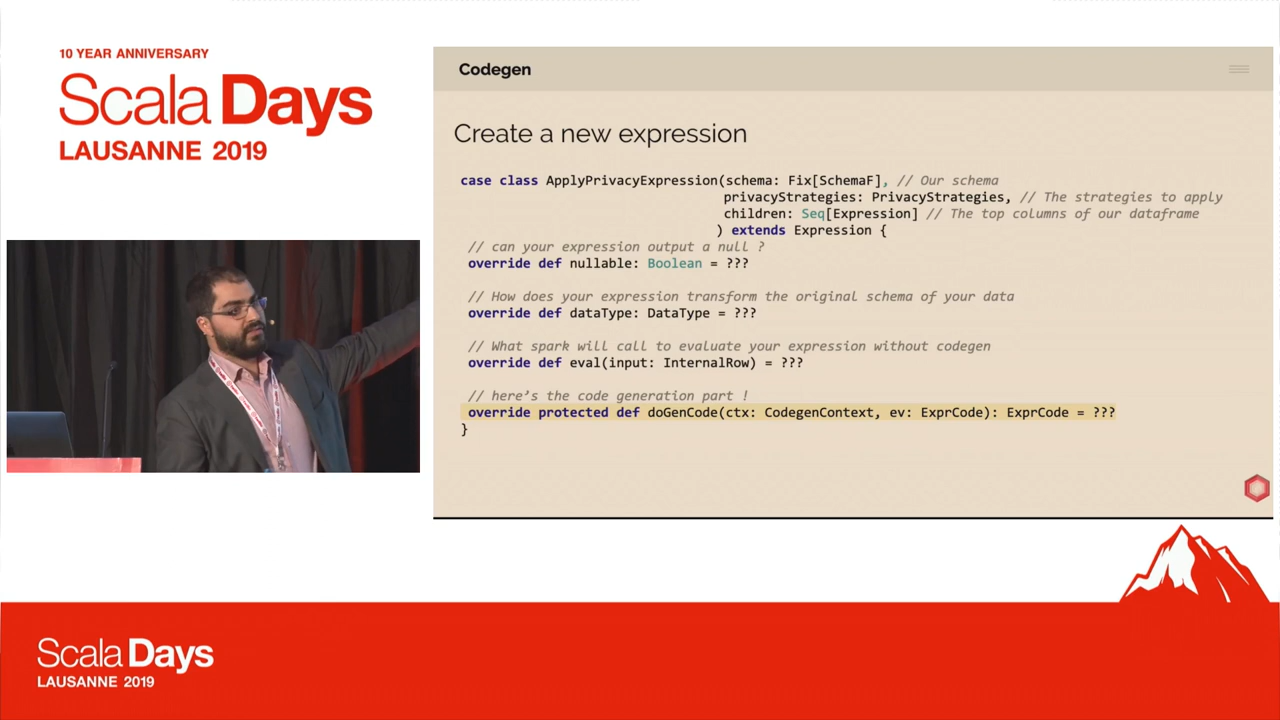 10 YEAR ANNIVERSARY
Scala Days
LAUSANNE 2019
Codegen
Create a new expression
case class ApplyPrivacyExpression(schema: Fix[SchemaF], // Our schema
privacyStrategies: PrivacyStrategies, // The strategies to apply
children: Seq[Expression] // The top columns of our dataframe
) extends Expression {
// can your expression output a null ?
override def nullable: Boolean = ???
// How does your expression transform the original schema of your data
override def dataType: DataType = ???
// What spark will call to evaluate your expression without codegen
override def eval(input: InternalRow) = ???
// here’s the code generation part !
override protected def doGenCode(ctx: CodegenContext, ev: ExprCode): ExprCode = ???
}
Scala Days
LAUSANNE 2019